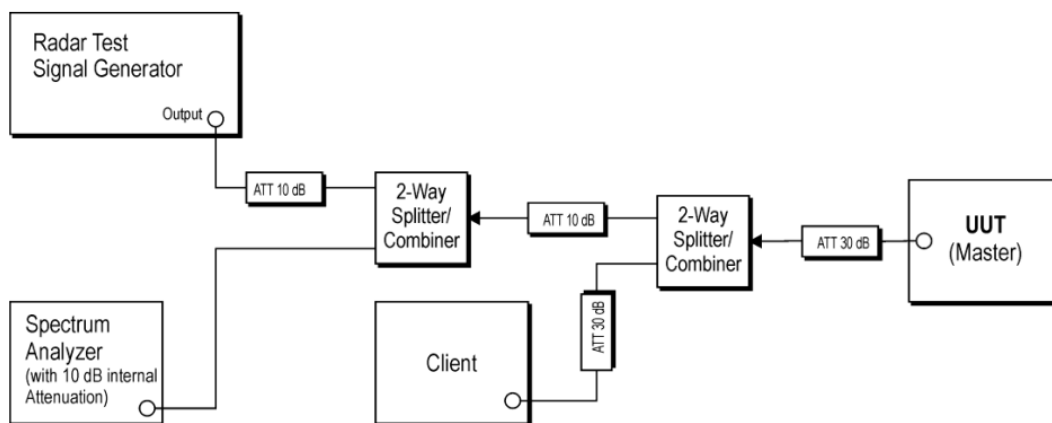 Radar Test
Signal Generator
Output
ATT 10 dB
2-Way
Splitter/
Combiner
ATT 10 dB
2-Way
Splitter/
Combiner
ATT 30 dB
UUT
(Master)
Spectrum
Analyzer
(with 10 dB internal
Attenuation)
Client
ATT 30 dB